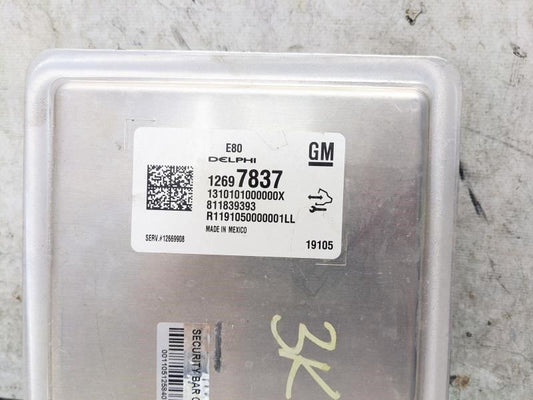 E80
DELPHI
GM
12697837
1310101000000X
811839393
R1191050000001LL
MADE IN MEXICO
SERV.#12669908
19105
3K
SECURITY BAR